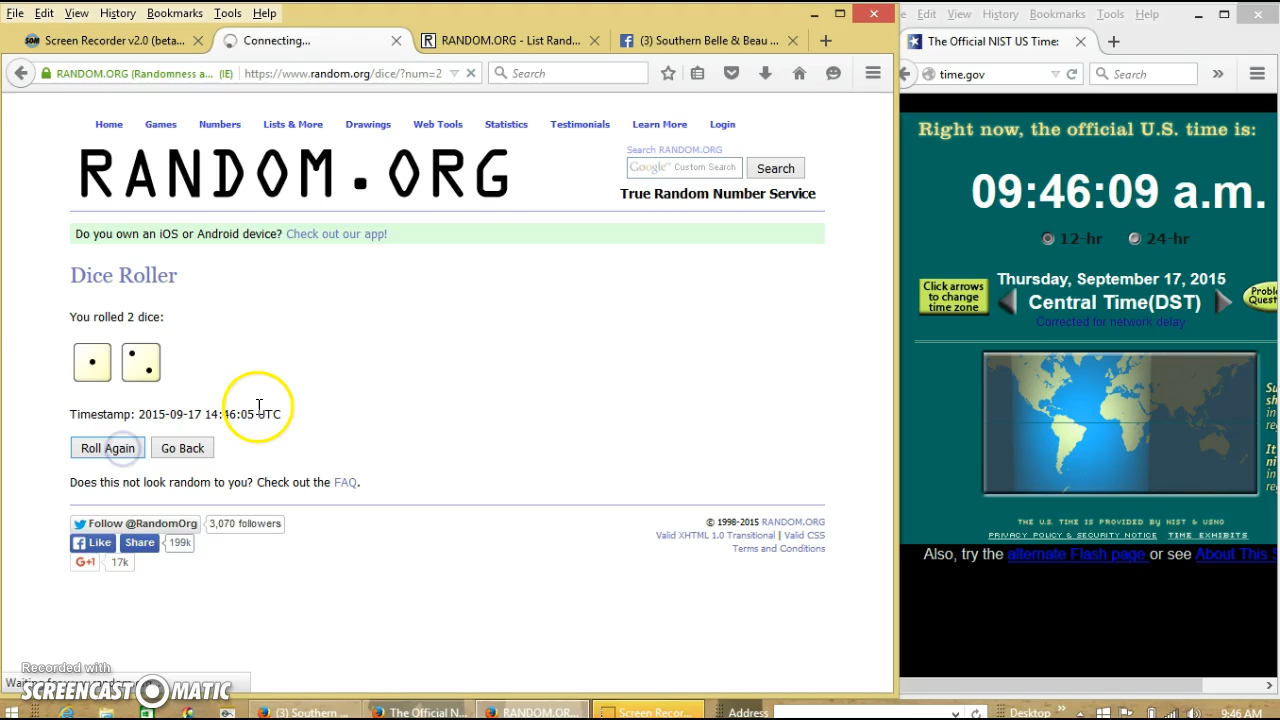 File Edit View History Bookmarks Tools Help
Screen Recorder v2.0 (beta... Connecting... RANDOM.ORG - List Rand... (3) Southern Belle & Beau ...
RANDOM.ORG (Randomness a... (IE) https://www.random.org/dice/?num=2 Search
Home Games Numbers Lists & More Drawings Web Tools Statistics Testimonials Learn More Login
RANDOM.ORG
Search RANDOM.ORG
Google™ Custom Search Search
True Random Number Service
Do you own an iOS or Android device? Check out our app!
Dice Roller
You rolled 2 dice:
Timestamp: 2015-09-17 14:46:05 UTC
Roll Again Go Back
Does this not look random to you? Check out the FAQ.
Follow @RandomOrg 3,070 followers
Like Share 199k
G+1 17k
© 1998-2015 RANDOM.ORG
Valid XHTML 1.0 Transitional | Valid CSS
Terms and Conditions
Recorded with
SCREENCAST MATIC
Edit View History Bookmarks Tools Help
The Official NIST US Time:
time.gov Search
Right now, the official U.S. time is:
09:46:09 a.m.
12-hr 24-hr
Click arrows to change time zone
Thursday, September 17, 2015
Central Time(DST)
Corrected for network delay
THE U.S. TIME IS PROVIDED BY NIST & USNO
PRIVACY POLICY & SECURITY NOTICE TIME EXHIBITS
Also, try the alternate Flash page or see About This S
(3) Southern ... The Official N... RANDOM.OR... Screen Recor... Address Desktop 9:46 AM